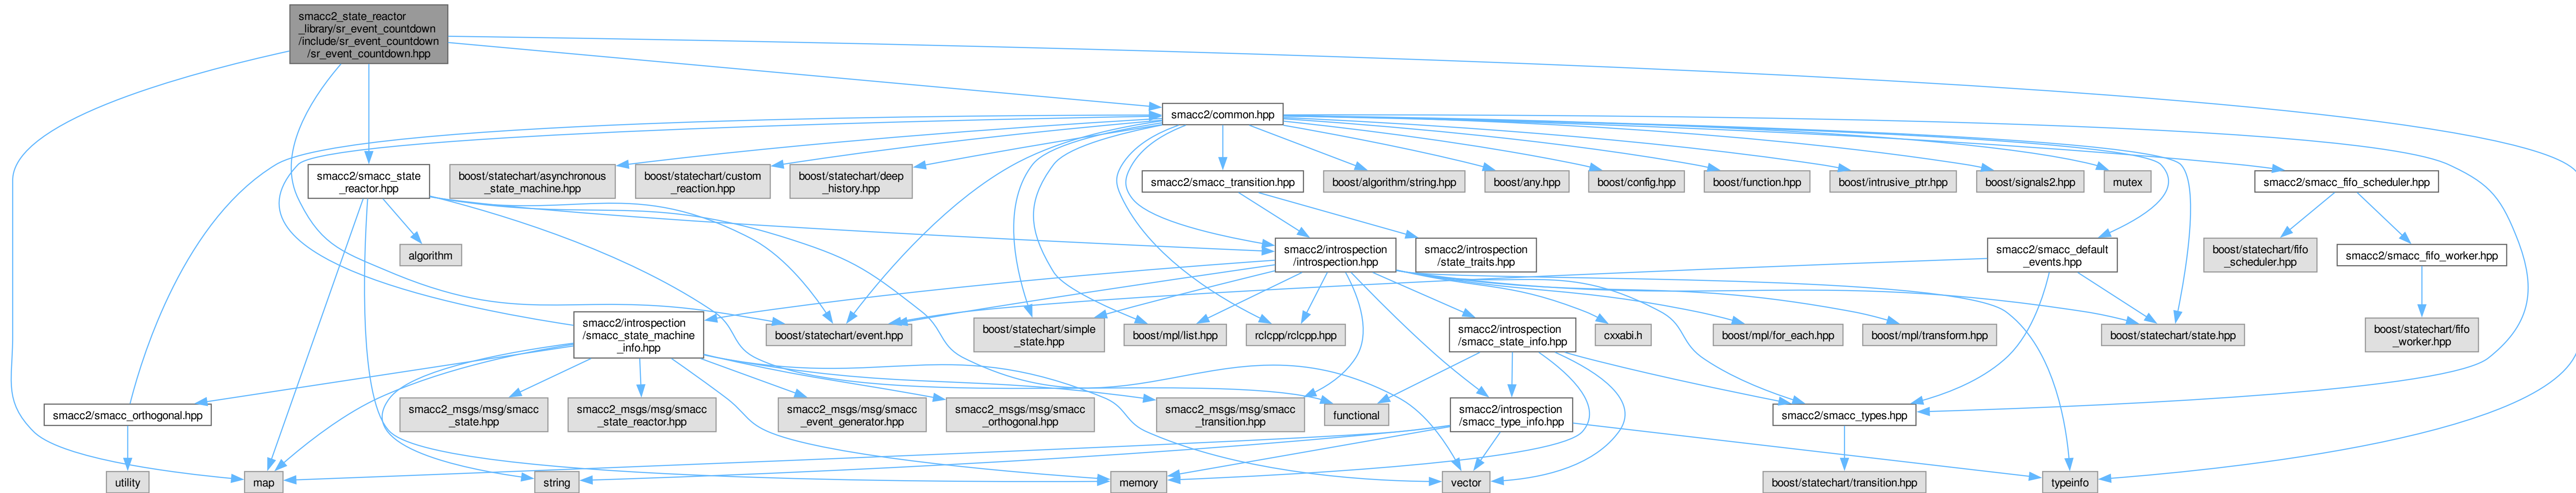 smacc2_state_reactor
_library/sr_event_countdown
/include/sr_event_countdown
/sr_event_countdown.hpp
smacc2/common.hpp
smacc2/smacc_state
_reactor.hpp
boost/statechart/asynchronous
_state_machine.hpp
boost/statechart/custom
_reaction.hpp
boost/statechart/deep
_history.hpp
smacc2/smacc_transition.hpp
boost/algorithm/string.hpp
boost/any.hpp
boost/config.hpp
boost/function.hpp
boost/intrusive_ptr.hpp
boost/signals2.hpp
mutex
smacc2/smacc_fifo_scheduler.hpp
algorithm
smacc2/introspection
/introspection.hpp
smacc2/introspection
/state_traits.hpp
smacc2/smacc_default
_events.hpp
boost/statechart/fifo
_scheduler.hpp
smacc2/smacc_fifo_worker.hpp
smacc2/introspection
/smacc_state_machine
_info.hpp
boost/statechart/event.hpp
boost/statechart/simple
_state.hpp
boost/mpl/list.hpp
rclcpp/rclcpp.hpp
smacc2/introspection
/smacc_state_info.hpp
cxxabi.h
boost/mpl/for_each.hpp
boost/mpl/transform.hpp
boost/statechart/state.hpp
boost/statechart/fifo
_worker.hpp
smacc2/smacc_orthogonal.hpp
smacc2_msgs/msg/smacc
_state.hpp
smacc2_msgs/msg/smacc
_state_reactor.hpp
smacc2_msgs/msg/smacc
_event_generator.hpp
smacc2_msgs/msg/smacc
_orthogonal.hpp
smacc2_msgs/msg/smacc
_transition.hpp
functional
smacc2/introspection
/smacc_type_info.hpp
smacc2/smacc_types.hpp
utility
map
string
memory
vector
boost/statechart/transition.hpp
typeinfo